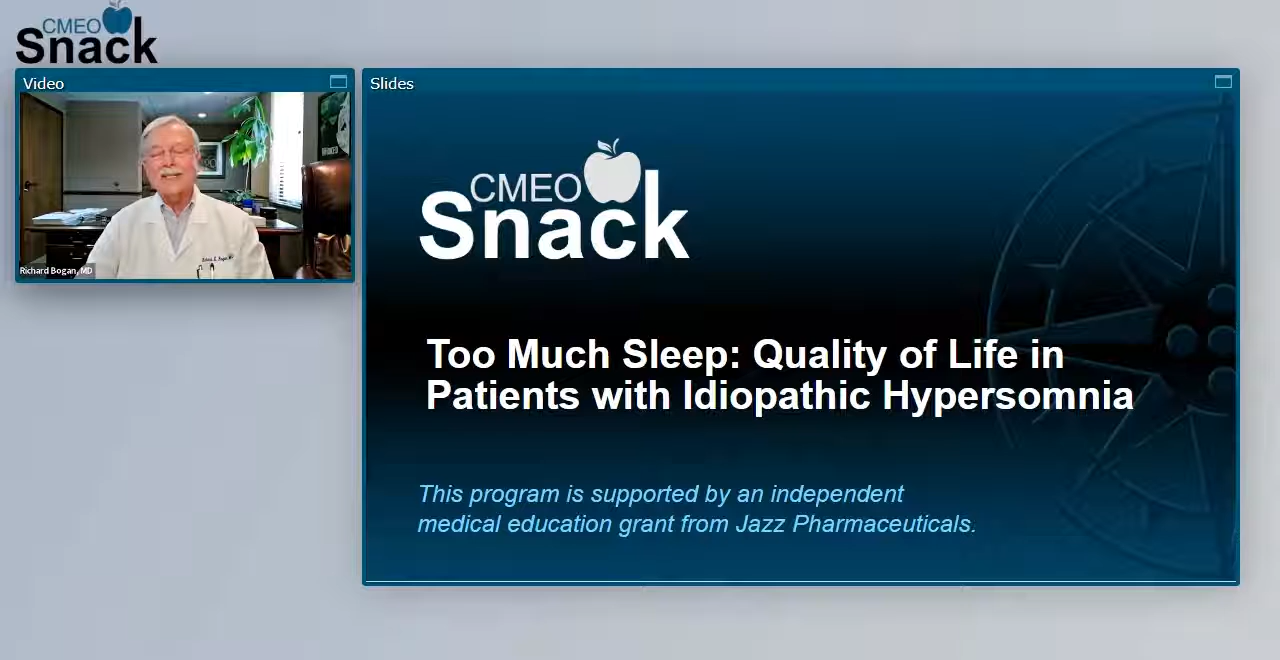 CMEO
Snack
Video
Richard Bogan, MD
Slides
CMEO
Snack
Too Much Sleep: Quality of Life in
Patients with Idiopathic Hypersomnia
This program is supported by an independent
medical education grant from Jazz Pharmaceuticals.